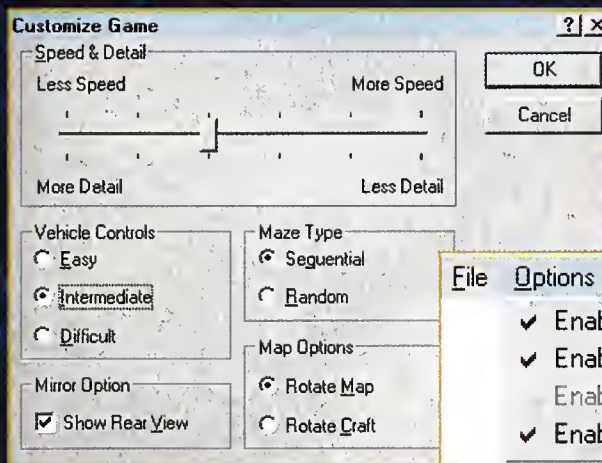 Customize Game
? ×
Speed & Detail
Less Speed
More Speed
More Detail
Less Detail
OK
Cancel
Vehicle Controls
Easy
Intermediate
Difficult
Mirror Option
Show Rear View
Maze Type
Sequential
Random
Map Options
Rotate Map
Rotate Craft
File Options
Enab
Enab
Enab
Enab